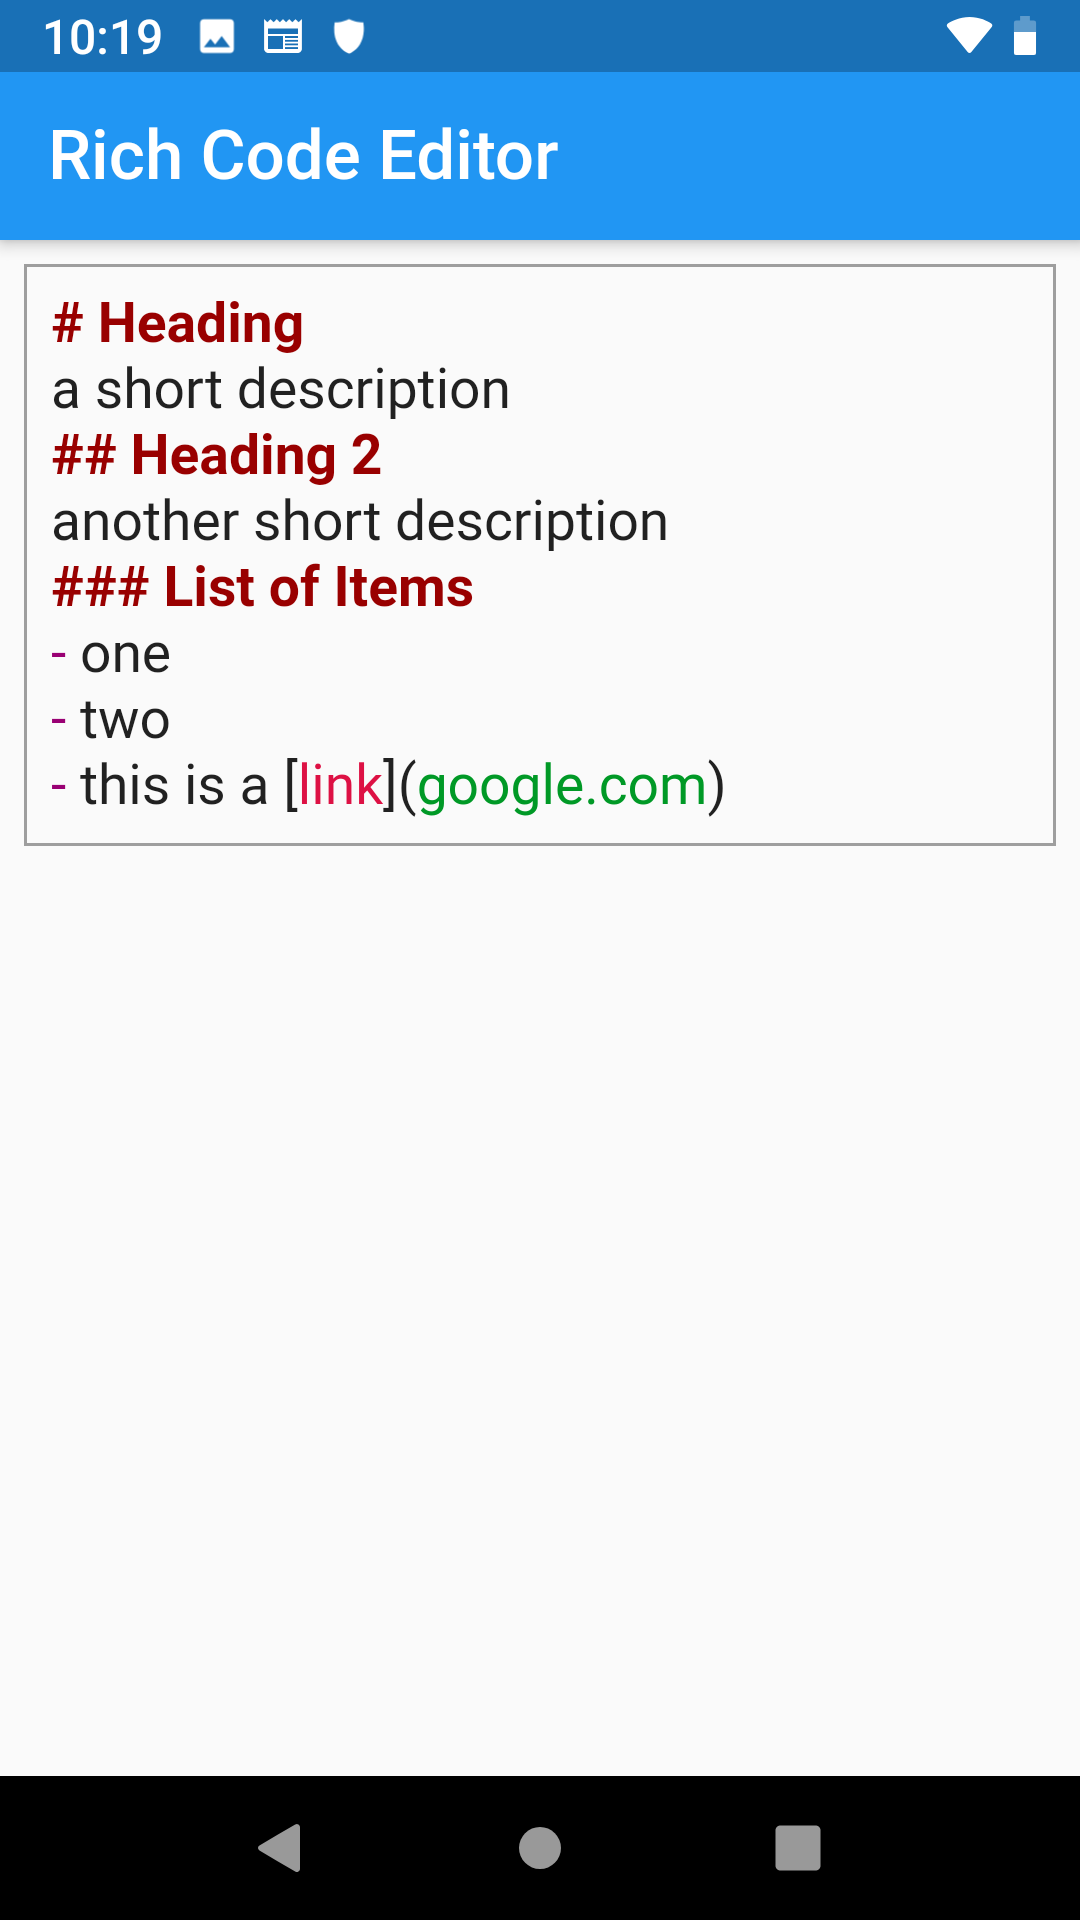 10:19
Rich Code Editor
# Heading
a short description
## Heading 2
another short description
### List of Items
- one
- two
- this is a [link](google.com)